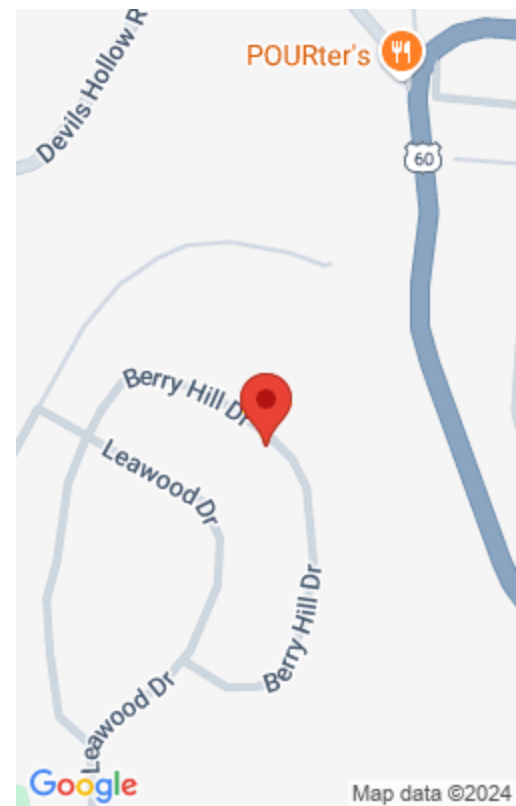 POURter's
Devils Hollow R
60
Berry Hill Dr
Leawood Dr
Berry Hill Dr
Leawood Dr
Google
Map data ©2024